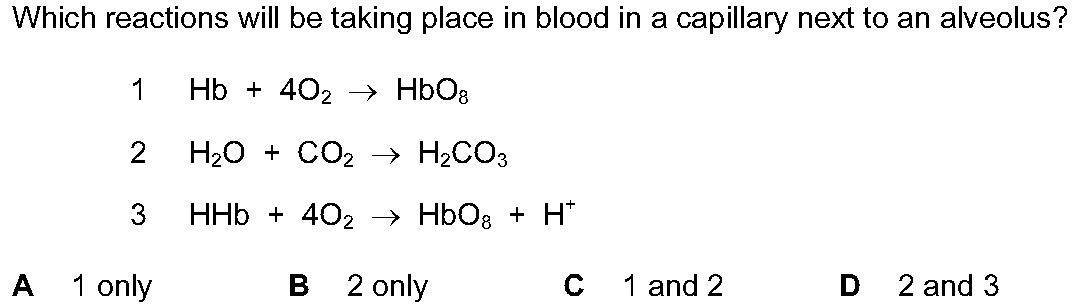 Which reactions will be taking place in blood in a capillary next to an alveolus?
1 Hb + 4O₂ → HbO₈
2 H₂O + CO₂ → H₂CO₃
3 HHb + 4O₂ → HbO₈ + H⁺
A 1 only B 2 only C 1 and 2 D 2 and 3